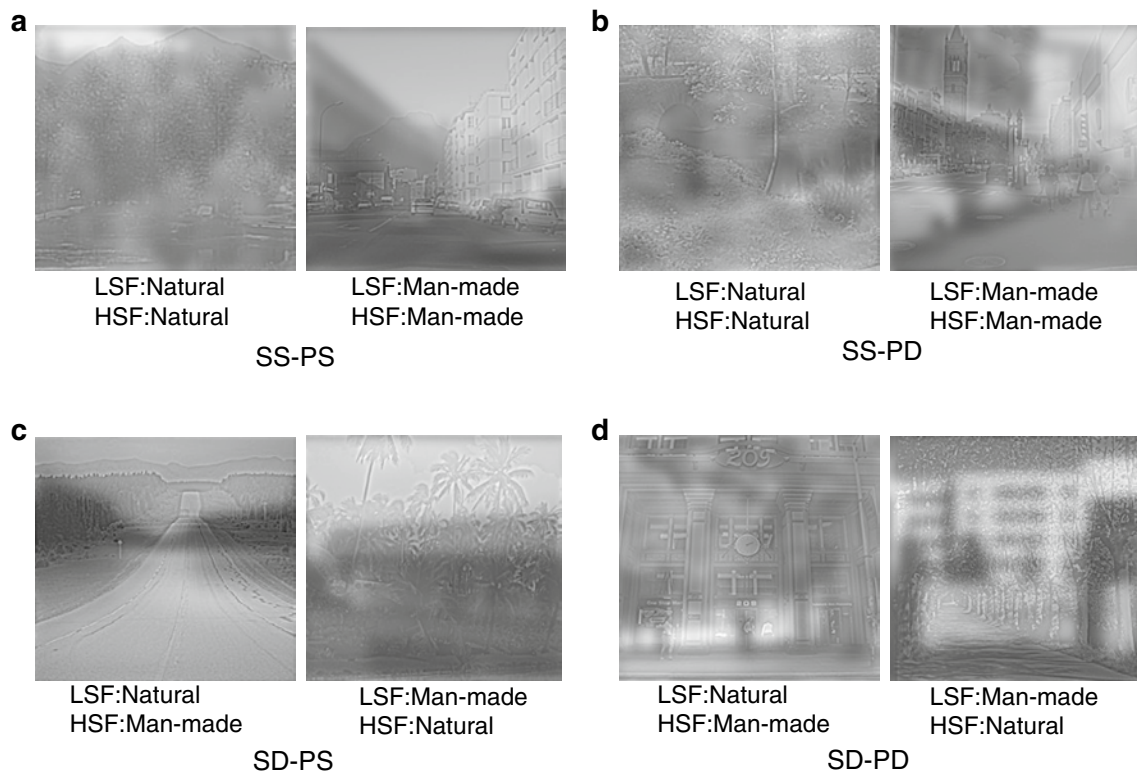 a
b
LSF:Natural
HSF:Natural
LSF:Man-made
HSF:Man-made
SS-PS
LSF:Natural
HSF:Natural
LSF:Man-made
HSF:Man-made
SS-PD
c
d
209
LSF:Natural
HSF:Man-made
LSF:Man-made
HSF:Natural
SD-PS
LSF:Natural
HSF:Man-made
LSF:Man-made
HSF:Natural
SD-PD